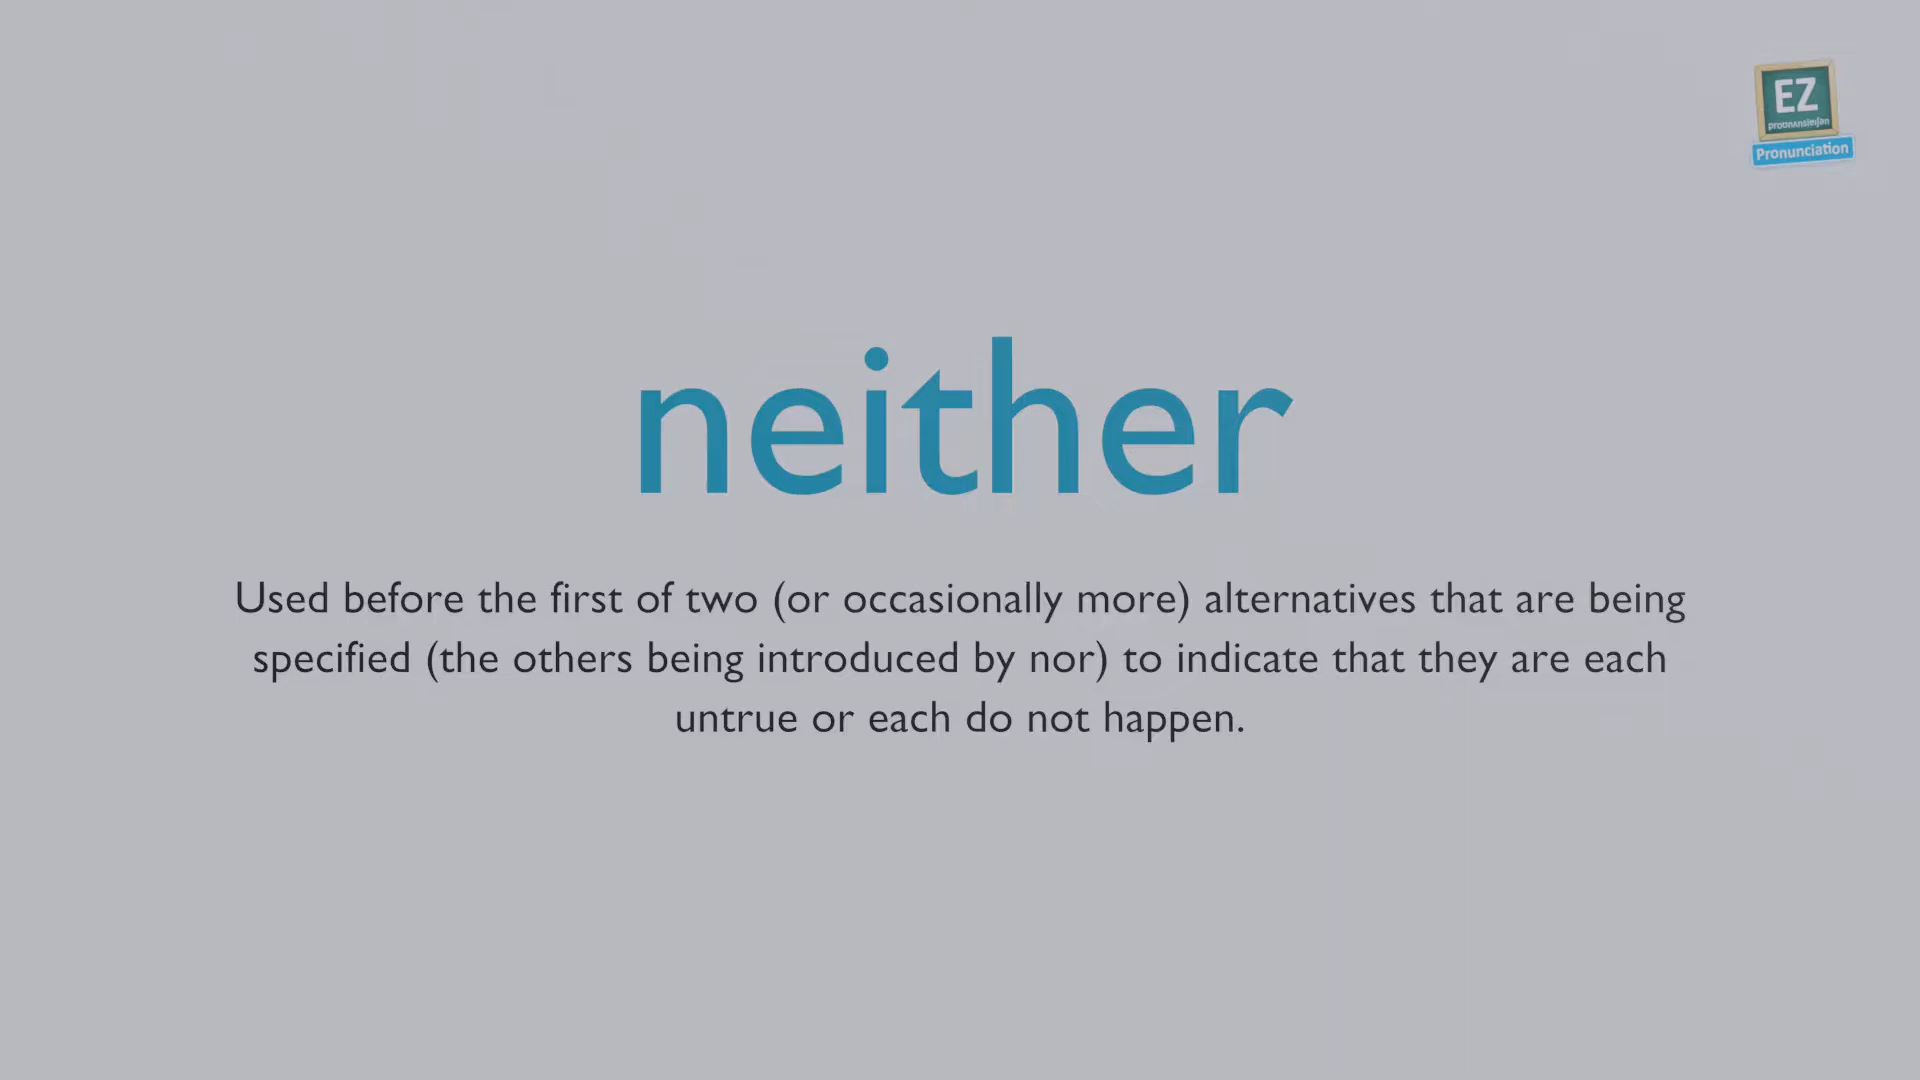 EZ
Pronunciation
neither
Used before the first of two (or occasionally more) alternatives that are being
specified (the others being introduced by nor) to indicate that they are each
untrue or each do not happen.